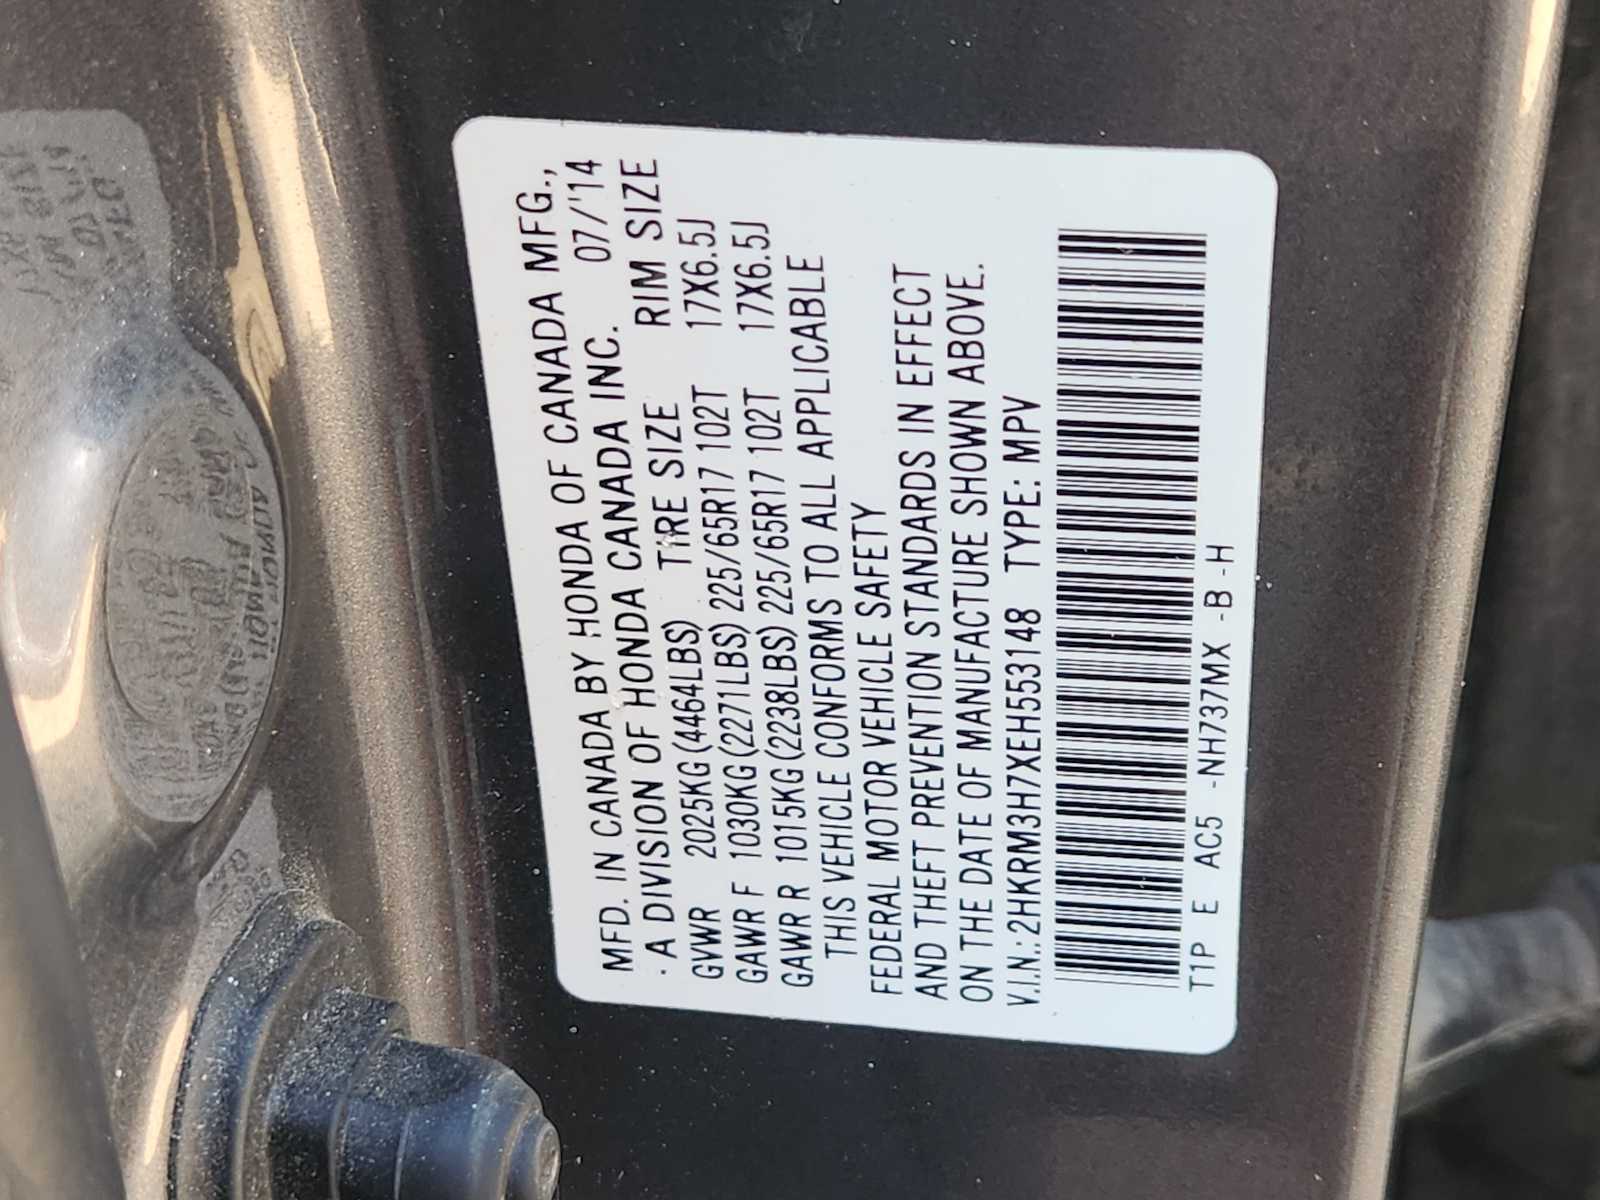 MFD. IN CANADA BY HONDA OF CANADA MFG.,
· A DIVISION OF HONDA CANADA INC. 07/'14
GVWR 2025KG(4464LBS) TIRE SIZE RIM SIZE
GAWR F 1030KG(2271LBS) 225/65R17 102T 17X6.5J
GAWR R 1015KG(2238LBS) 225/65R17 102T 17X6.5J
THIS VEHICLE CONFORMS TO ALL APPLICABLE
FEDERAL MOTOR VEHICLE SAFETY
AND THEFT PREVENTION STANDARDS IN EFFECT
ON THE DATE OF MANUFACTURE SHOWN ABOVE.
V.I.N.:2HKRM3H7XEH553148 TYPE: MPV
T1P E AC5 -NH737MX -B -H